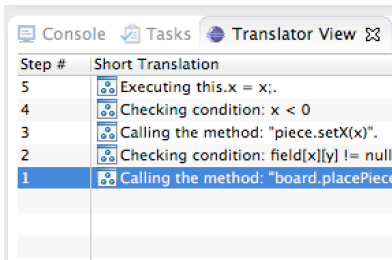 Console Tasks Translator View
Step # Short Translation
5 Executing this.x = x;.
4 Checking condition: x < 0
3 Calling the method: "piece.setX(x)".
2 Checking condition: field[x][y] != null
1 Calling the method: "board.placePiece